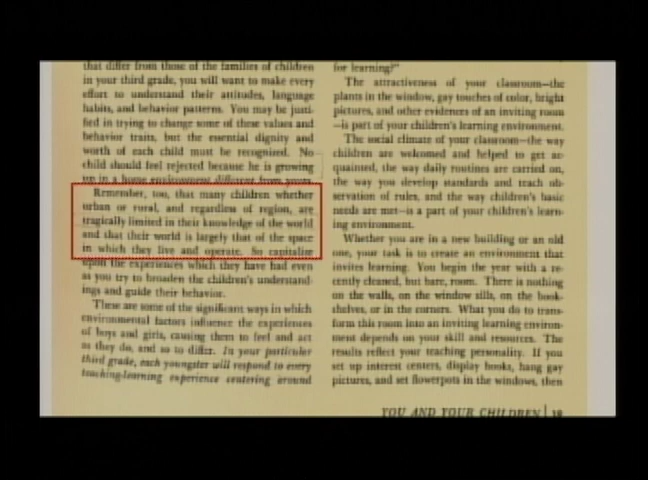 that differ from those of the families of children
in your third grade, you will want to make every
effort to understand their attitudes, language
habits, and behavior patterns. You may be justi-
fied in trying to change some of these values and
behavior traits, but the essential dignity and
worth of each child must be recognized. No
child should feel rejected because he is growing
up in a home environment different from yours.
Remember, too, that many children whether
urban or rural, and regardless of region, are
tragically limited in their knowledge of the world
and that their world is largely that of the space
in which they live and operate. So capitalize
upon the experiences which they have had even
as you try to broaden the children's understand-
ings and guide their behavior.
These are some of the significant ways in which
environmental factors influence the experiences
of boys and girls, causing them to feel and act
as they do, and so to differ. In your particular
third grade, each youngster will respond to every
teaching-learning experience centering around
for learning?"
The attractiveness of your classroom—the
plants in the window, gay touches of color, bright
pictures, and other evidences of an inviting room
—is part of your children's learning environment.
The social climate of your classroom—the way
children are welcomed and helped to get ac-
quainted, the way daily routines are carried on,
the way you develop standards and teach ob-
servation of rules, and the way children's basic
needs are met—is a part of your children's learn-
ing environment.
Whether you are in a new building or an old
one, your task is to create an environment that
invites learning. You begin the year with a re-
cently cleaned, but bare, room. There is nothing
on the walls, on the window sills, on the book-
shelves, or in the corners. What you do to trans-
form this room into an inviting learning environ-
ment depends on your skill and resources. The
results reflect your teaching personality. If you
set up interest centers, display books, hang gay
pictures, and set flowerpots in the windows, then
YOU AND YOUR CHILDREN |